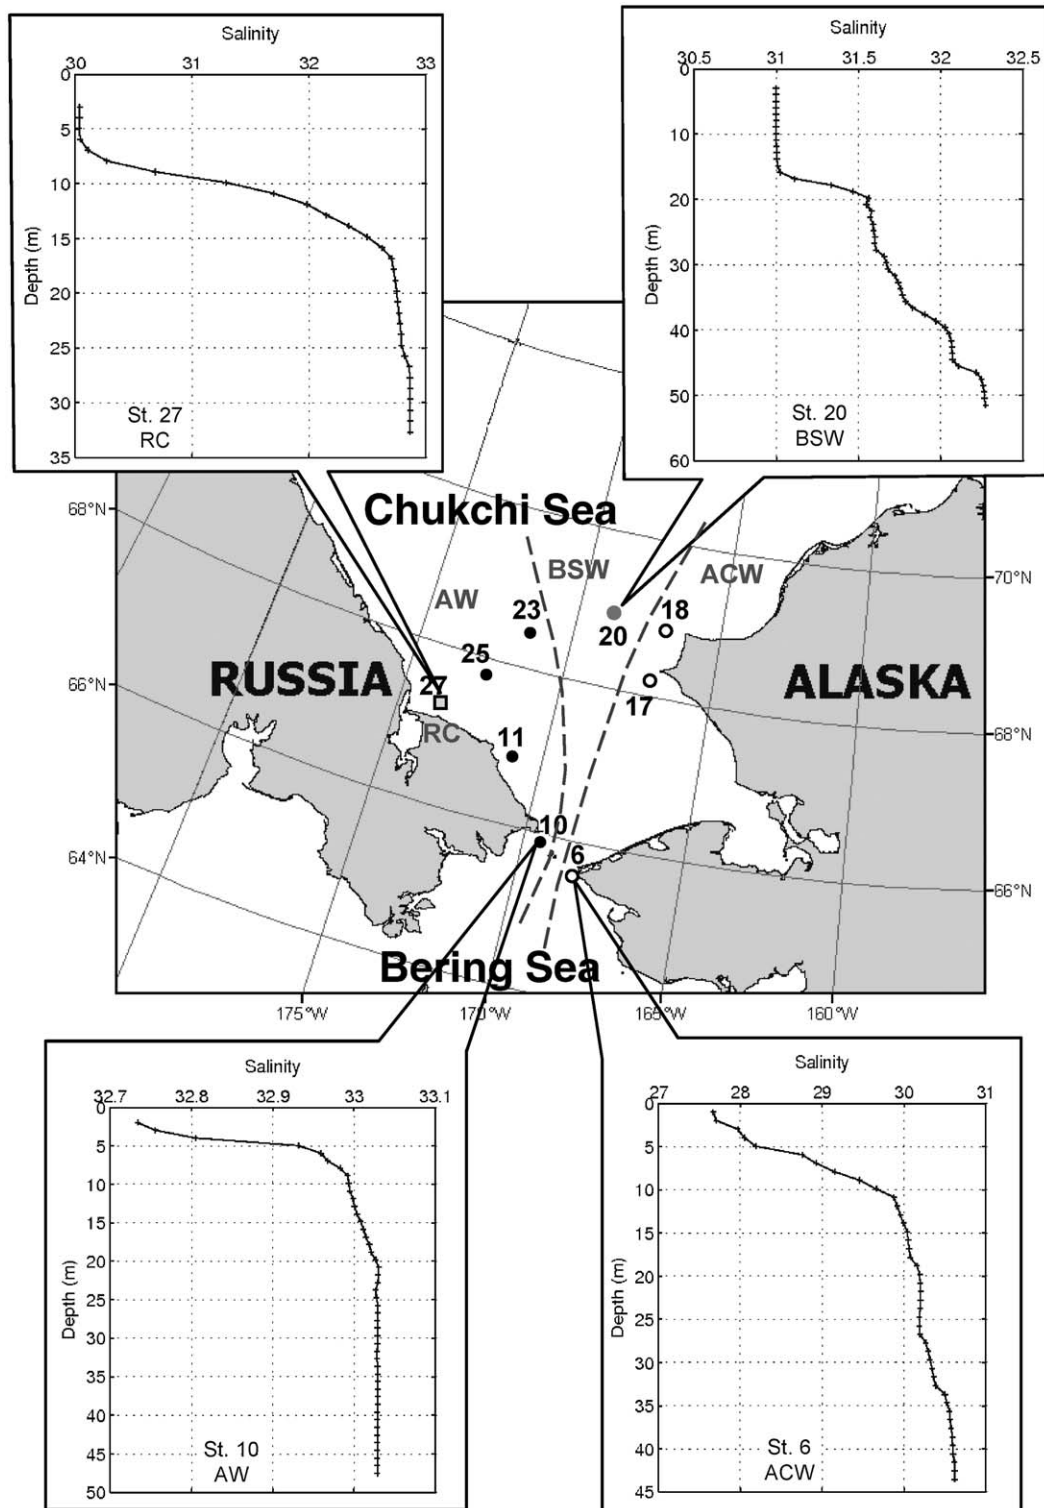 Salinity
30 31 32 33
0
5
10
15
20
25
30
35
Depth (m)
St. 27
RC
Salinity
30.5 31 31.5 32 32.5
0
10
20
30
40
50
60
Depth (m)
St. 20
BSW
Chukchi Sea
68°N
66°N
64°N
70°N
68°N
66°N
AW
BSW
ACW
23
20
18
25
17
RUSSIA
27
ALASKA
RC
11
10
6
Bering Sea
175°W
170°W
165°W
160°W
Salinity
32.7 32.8 32.9 33 33.1
0
5
10
15
20
25
30
35
40
45
50
Depth (m)
St. 10
AW
Salinity
27 28 29 30 31
0
5
10
15
20
25
30
35
40
45
Depth (m)
St. 6
ACW